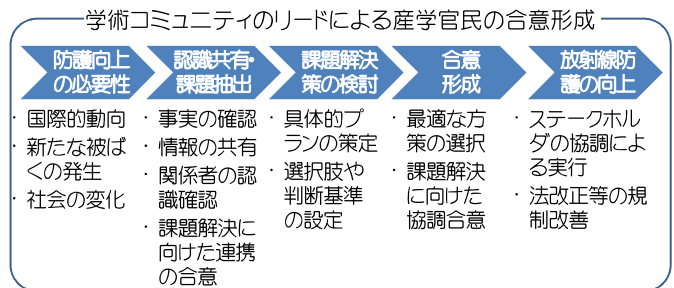 学術コミュニティのリードによる産学官民の合意形成
防護向上
の必要性
・国際的動向
・新たな被ば
くの発生
・社会の変化
認識共有・
課題抽出
・事実の確認
・情報の共有
・関係者の認
識確認
・課題解決に
向けた連携
の合意
課題解決
策の検討
・具体的プ
ランの策定
・選択肢や
判断基準
の設定
合意
形成
・最適な方
策の選択
・課題解決
に向けた
協調合意
放射線防
護の向上
・ステークホル
ダの協調によ
る実行
・法改正等の規
制改善